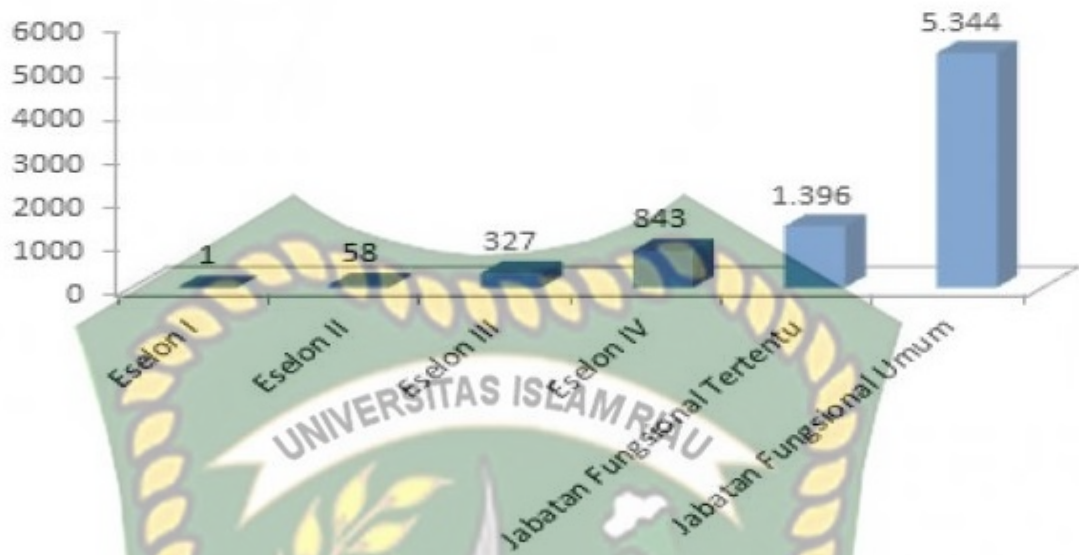 6000
5000
4000
3000
2000
1000
0
1
58
327
843
1.396
5.344
Eselon I
Eselon II
Eselon III
Eselon IV
Jabatan Fungsional Tertentu
Jabatan Fungsional Umum
UNIVERSITAS ISLAM RIAU